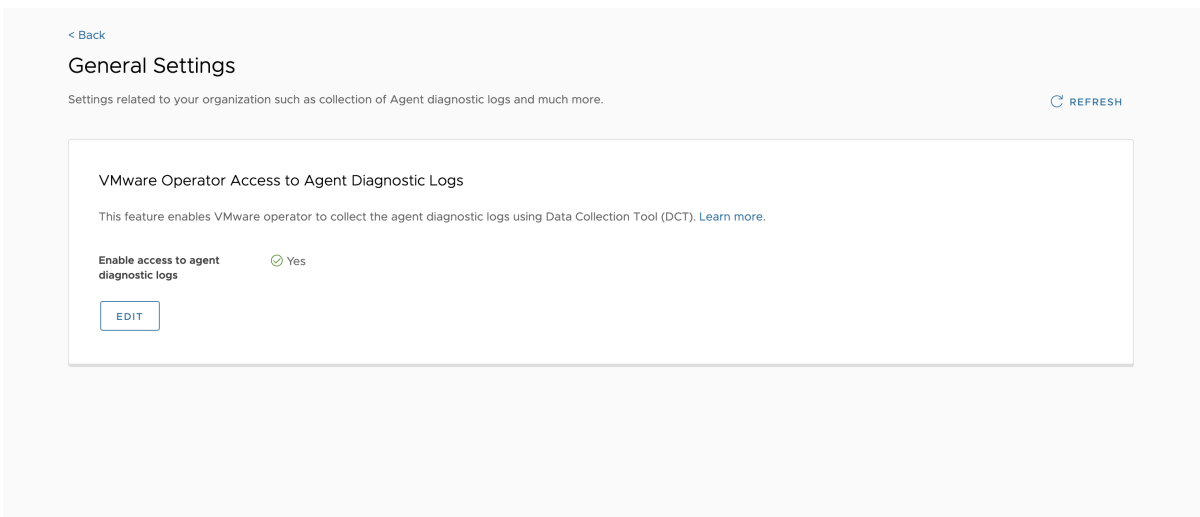 < Back
General Settings
Settings related to your organization such as collection of Agent diagnostic logs and much more.
REFRESH
VMware Operator Access to Agent Diagnostic Logs
This feature enables VMware operator to collect the agent diagnostic logs using Data Collection Tool (DCT). Learn more.
Enable access to agent
diagnostic logs
Yes
EDIT